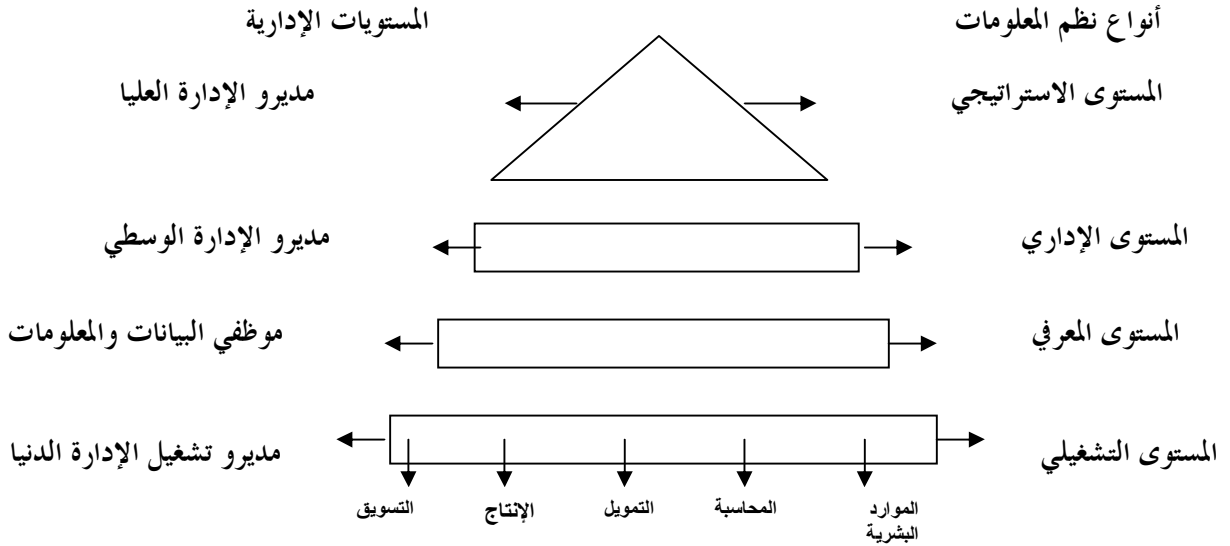 أنواع نظم المعلومات
المستويات الإدارية
المستوى الاستراتيجي
مديرو الإدارة العليا
المستوى الإداري
مديرو الإدارة الوسطي
المستوى المعرفي
موظفي البيانات والمعلومات
المستوى التشغيلي
مديرو تشغيل الإدارة الدنيا
الموارد
البشرية
المحاسبة
التمويل
الإنتاج
التسويق